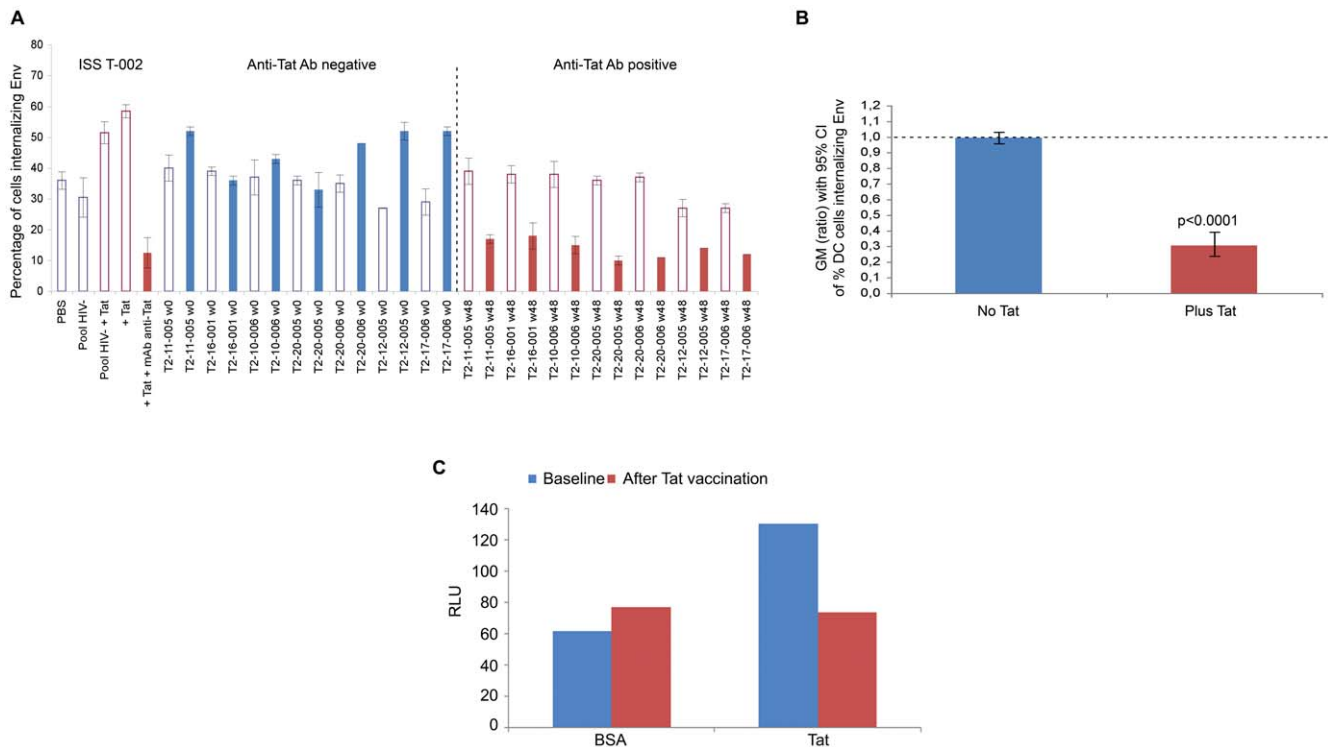 A
Percentage of cells internalizing Env
80
70
60
50
40
30
20
10
0
ISS T-002
Anti-Tat Ab negative
Anti-Tat Ab positive
PBS
Pool HIV-
Pool HIV- + Tat
+ Tat
+ Tat + mAb anti-Tat
T2-11-005 w0
T2-11-005 w0
T2-16-001 w0
T2-16-001 w0
T2-10-006 w0
T2-10-006 w0
T2-20-005 w0
T2-20-005 w0
T2-20-006 w0
T2-20-006 w0
T2-12-005 w0
T2-12-005 w0
T2-17-006 w0
T2-17-006 w0
T2-11-005 w48
T2-11-005 w48
T2-16-001 w48
T2-16-001 w48
T2-10-006 w48
T2-10-006 w48
T2-20-005 w48
T2-20-005 w48
T2-20-006 w48
T2-20-006 w48
T2-12-005 w48
T2-12-005 w48
T2-17-006 w48
T2-17-006 w48
B
GM (ratio) with 95% CI
of % DC cells internalizing Env
1,2
1,1
1,0
0,9
0,8
0,7
0,6
0,5
0,4
0,3
0,2
0,1
0,0
p<0.0001
No Tat
Plus Tat
C
Baseline
After Tat vaccination
RLU
140
120
100
80
60
40
20
0
BSA
Tat